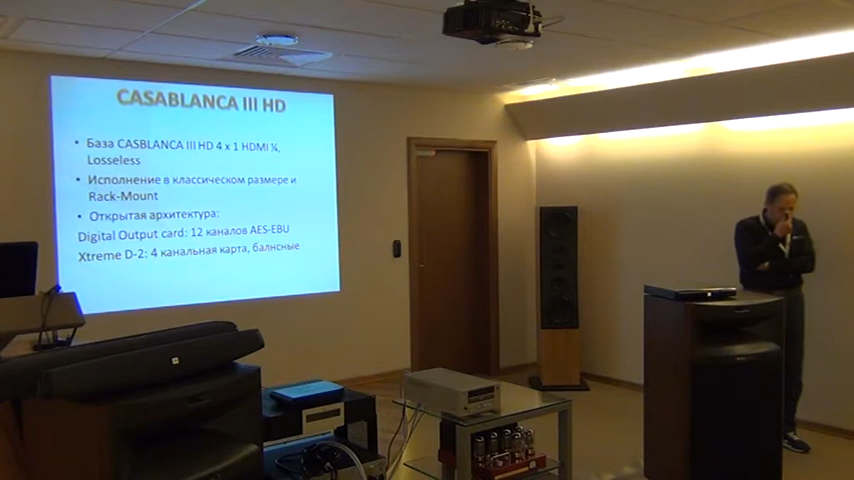 CASABLANCA III HD
• База CASBLANCA III HD 4 x 1 HDMI ¼,
Losseless
• Исполнение в классическом размере и
Rack-Mount
• Открытая архитектура:
Digital Output card: 12 каналов AES-EBU
Xtreme D-2: 4 канальная карта, балнсные